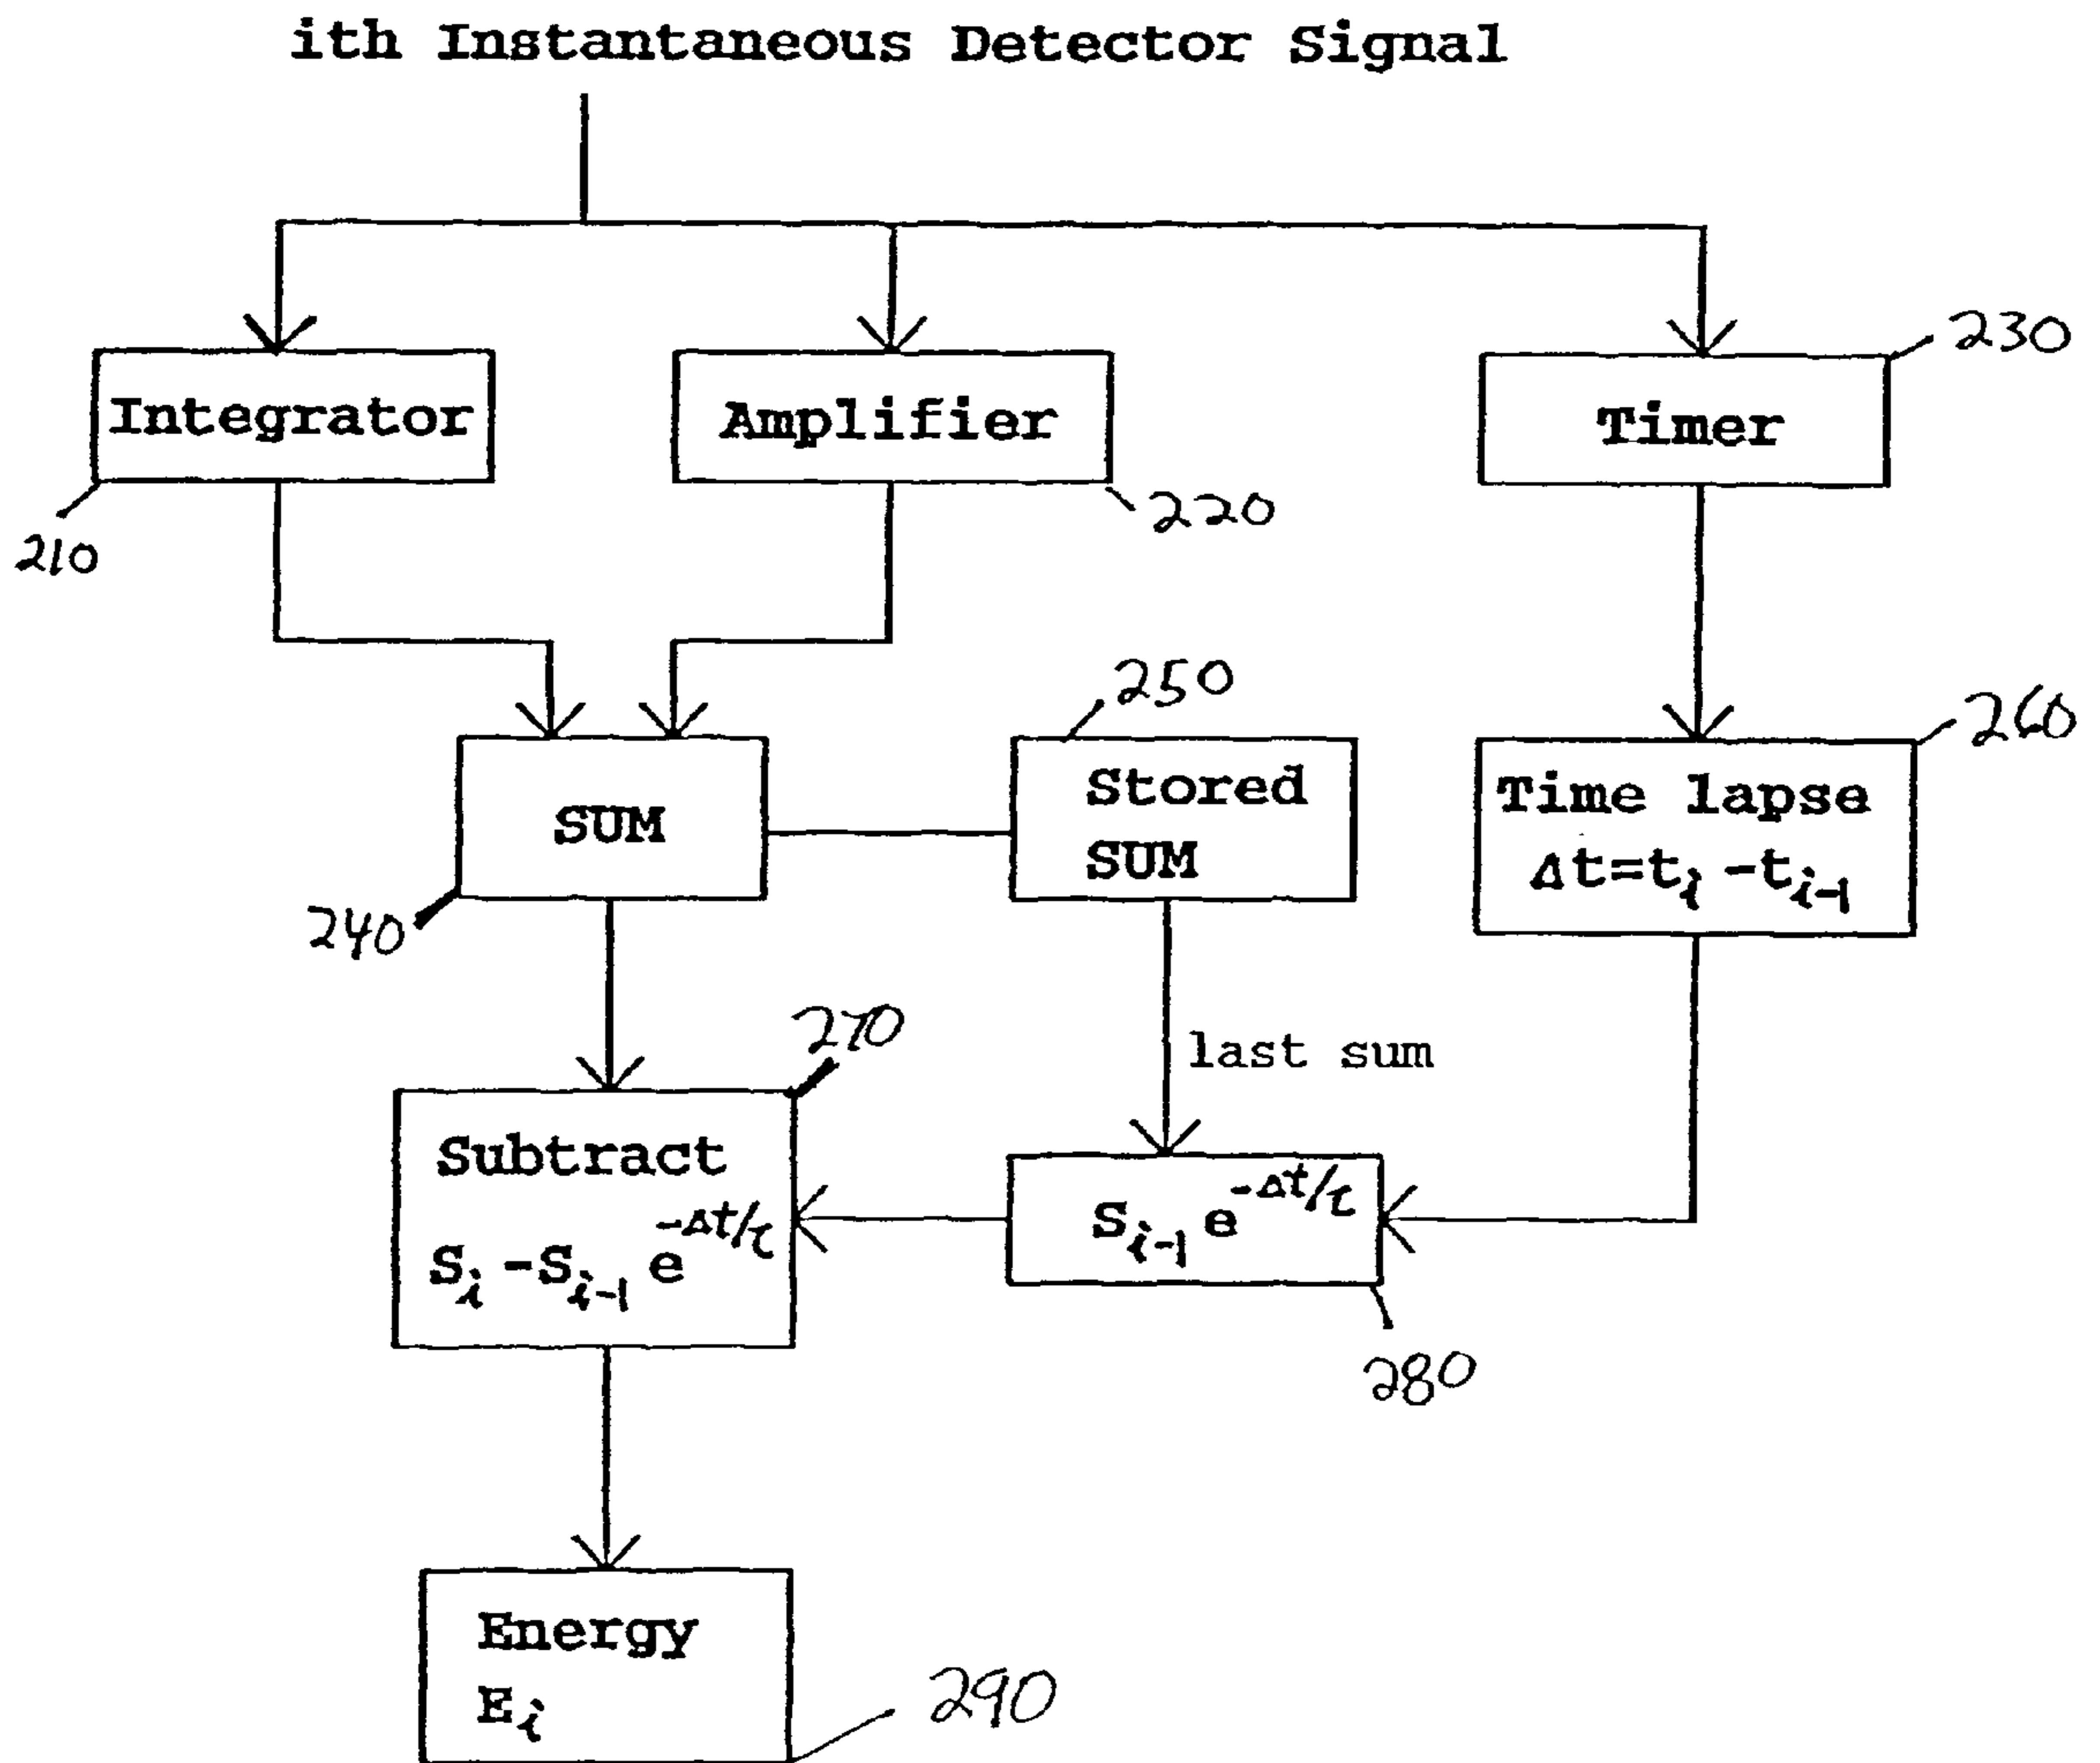 ith Instantaneous Detector Signal
230
Integrator
Amplifier
Timer
210
220
250
260
SUM
Stored
SUM
Time lapse
Δt=tᵢ -tᵢ₋₁
240
270
last sum
Subtract
Sᵢ -Sᵢ₋₁ e^-Δt/τ
Sᵢ₋₁ e^-Δt/τ
280
Energy
Eᵢ
290